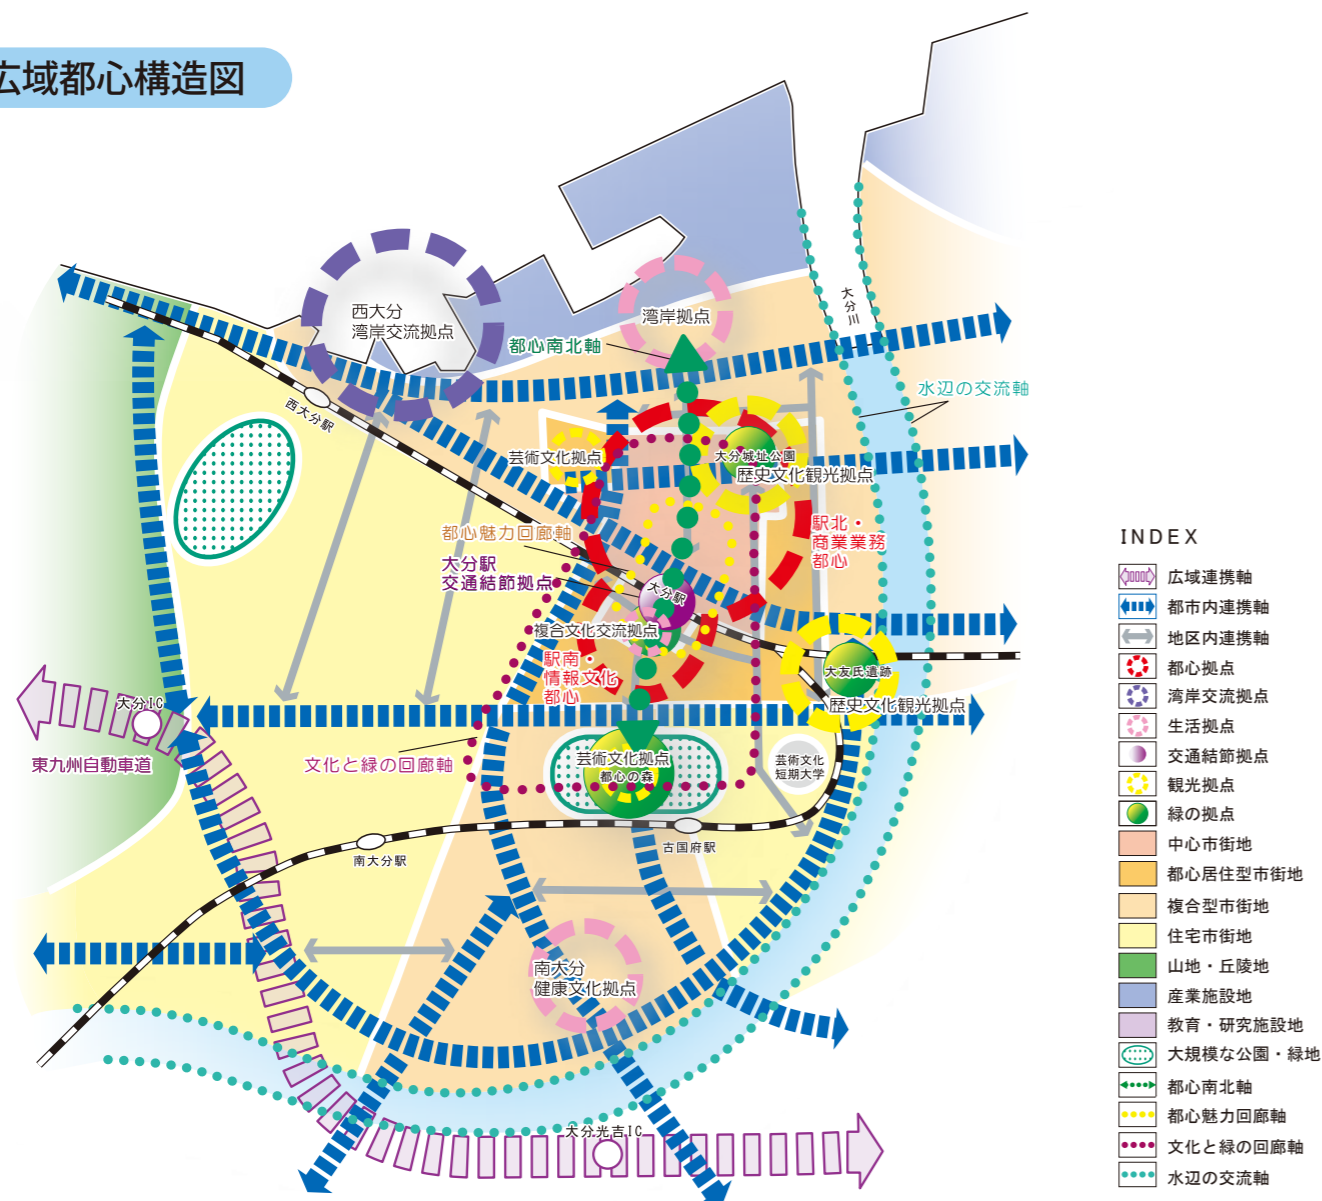 広域都心構造図
西大分
湾岸交流拠点
湾岸拠点
大分川
都心南北軸
水辺の交流軸
西大分駅
芸術文化拠点
大分城址公園
歴史文化観光拠点
都心魅力回廊軸
駅北・
商業業務
都心
大分駅
交通結節拠点
大分駅
複合文化交流拠点
駅南・
情報文化
都心
大友氏遺跡
歴史文化観光拠点
大分IC
東九州自動車道
文化と緑の回廊軸
芸術文化拠点
都心の森
芸術文化
短期大学
南大分駅
古国府駅
南大分
健康文化拠点
大分光吉IC
INDEX
広域連携軸
都市内連携軸
地区内連携軸
都心拠点
湾岸交流拠点
生活拠点
交通結節拠点
観光拠点
緑の拠点
中心市街地
都心居住型市街地
複合型市街地
住宅市街地
山地・丘陵地
産業施設地
教育・研究施設地
大規模な公園・緑地
都心南北軸
都心魅力回廊軸
文化と緑の回廊軸
水辺の交流軸